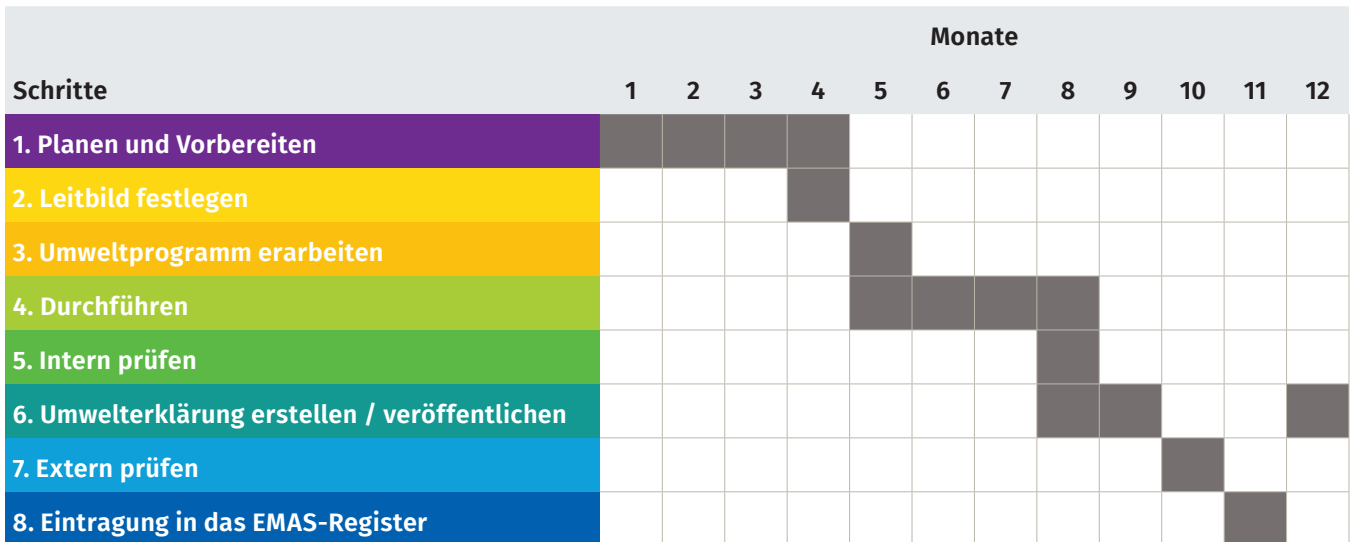 Monate
Schritte 1 2 3 4 5 6 7 8 9 10 11 12
1. Planen und Vorbereiten
2. Leitbild festlegen
3. Umweltprogramm erarbeiten
4. Durchführen
5. Intern prüfen
6. Umwelterklärung erstellen / veröffentlichen
7. Extern prüfen
8. Eintragung in das EMAS-Register